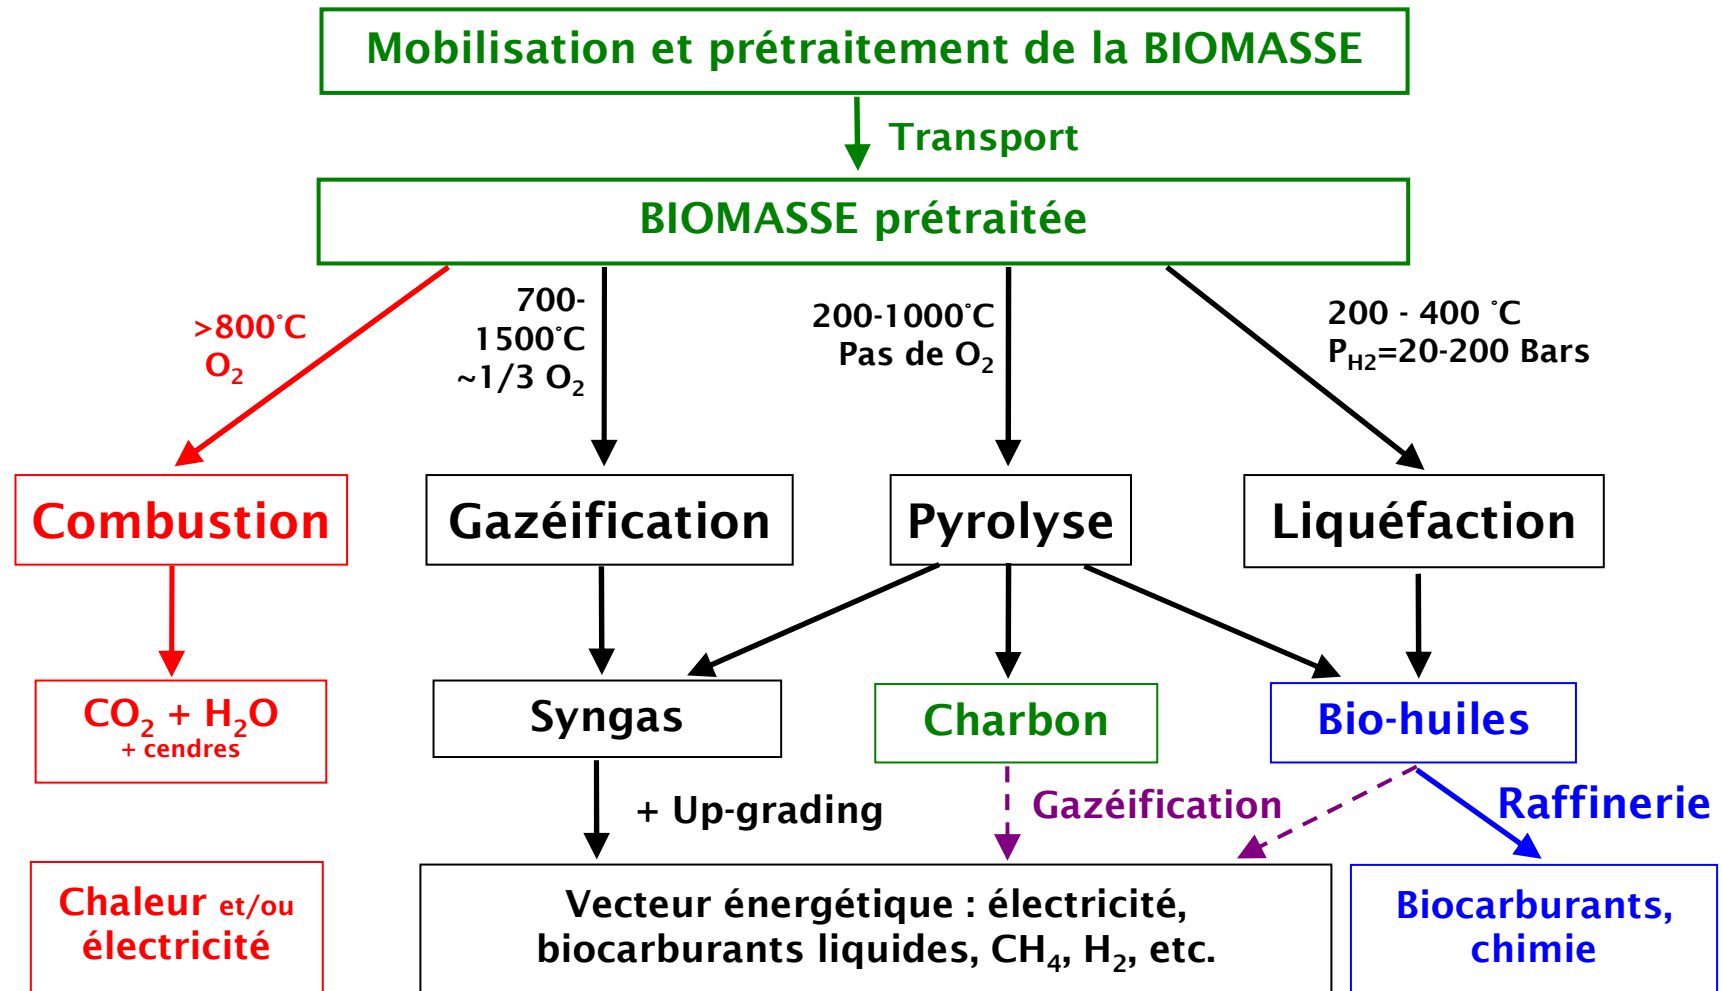 Mobilisation et prétraitement de la BIOMASSE
Transport
BIOMASSE prétraitée
>800°C
O₂
700-
1500°C
~1/3 O₂
200-1000°C
Pas de O₂
200 - 400 °C
P_H2=20-200 Bars
Combustion
Gazéification
Pyrolyse
Liquéfaction
CO₂ + H₂O
+ cendres
Syngas
Charbon
Bio-huiles
+ Up-grading
Gazéification
Raffinerie
Chaleur et/ou
électricité
Vecteur énergétique : électricité,
biocarburants liquides, CH₄, H₂, etc.
Biocarburants,
chimie